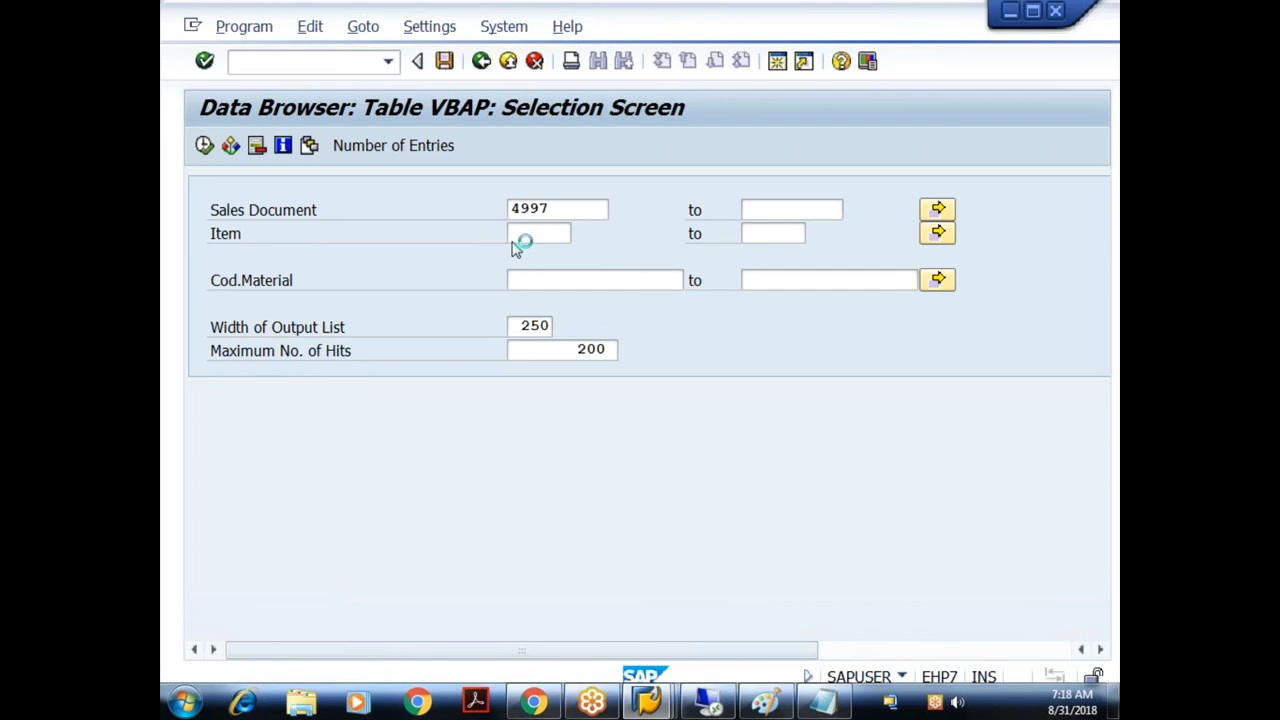 Program Edit Goto Settings System Help
Data Browser: Table VBAP: Selection Screen
Number of Entries
Sales Document 4997 to
Item to
Cod.Material to
Width of Output List 250
Maximum No. of Hits 200
SAP SAPUSER EHP7 INS
7:18 AM
8/31/2018